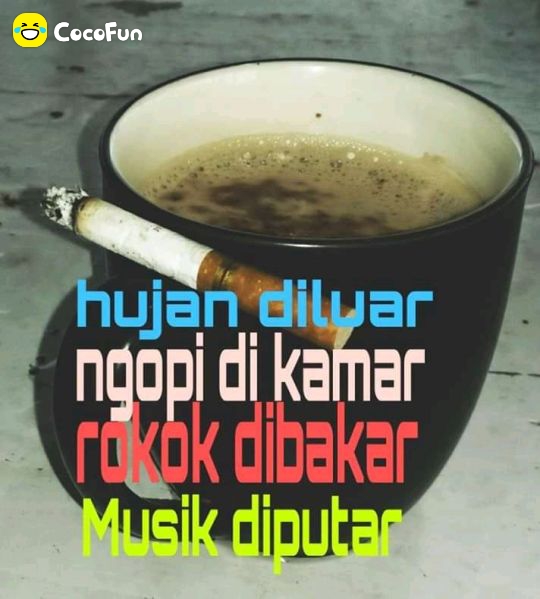 CocoFun
hujan diluar
ngopi di kamar
rokok dibakar
Musik diputar